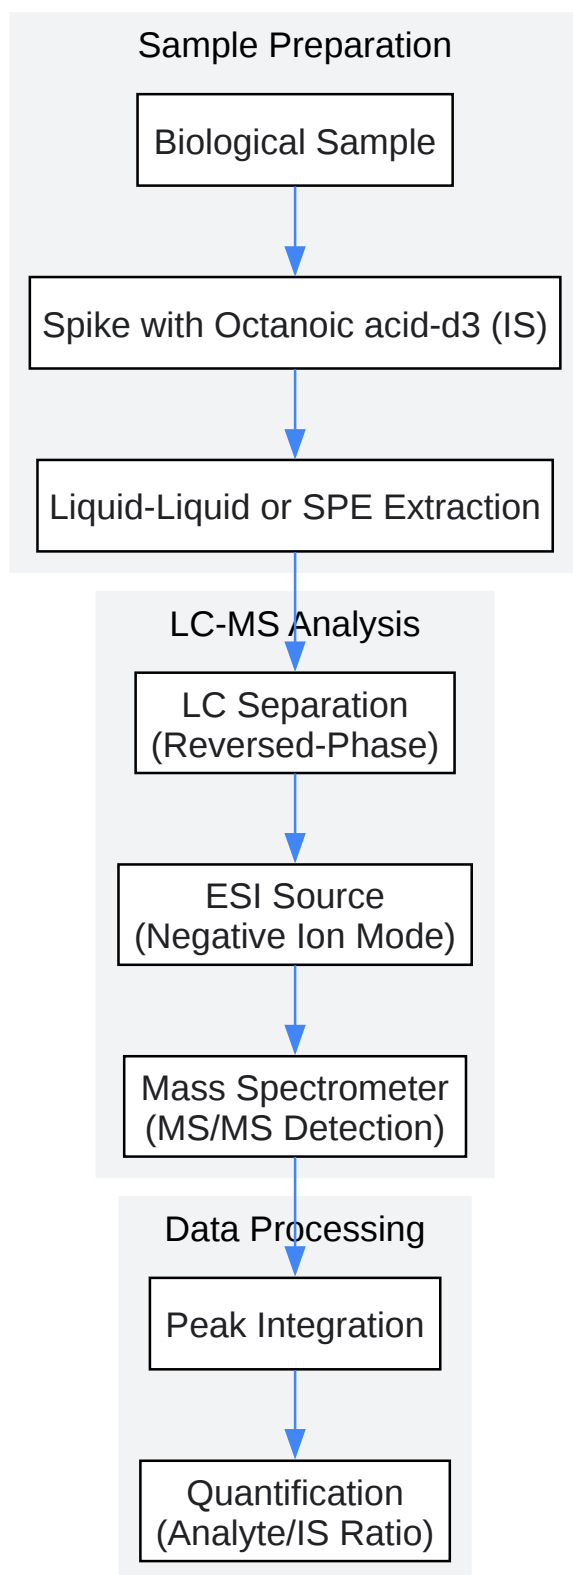 Sample Preparation
Biological Sample
Spike with Octanoic acid-d3 (IS)
Liquid-Liquid or SPE Extraction
LC-MS Analysis
LC Separation
(Reversed-Phase)
ESI Source
(Negative Ion Mode)
Mass Spectrometer
(MS/MS Detection)
Data Processing
Peak Integration
Quantification
(Analyte/IS Ratio)